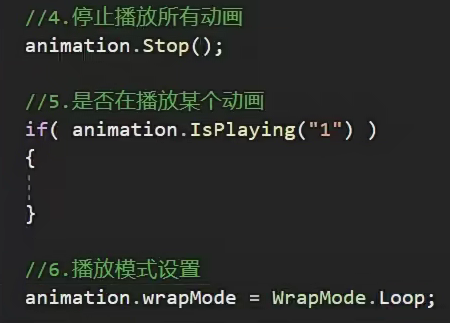 //4.停止播放所有动画
animation.Stop();
//5.是否在播放某个动画
if( animation.IsPlaying("1") )
{
}
//6.播放模式设置
animation.wrapMode = WrapMode.Loop;